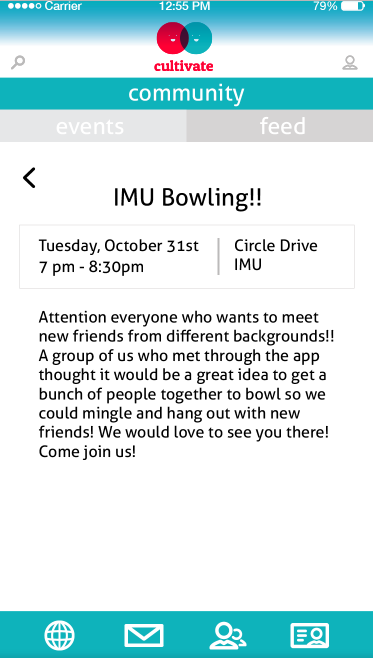 Carrier 12:55 PM 79%
cultivate
community
events feed
IMU Bowling!!
Tuesday, October 31st
7 pm - 8:30pm
Circle Drive
IMU
Attention everyone who wants to meet
new friends from different backgrounds!!
A group of us who met through the app
thought it would be a great idea to get a
bunch of people together to bowl so we
could mingle and hang out with new
friends! We would love to see you there!
Come join us!